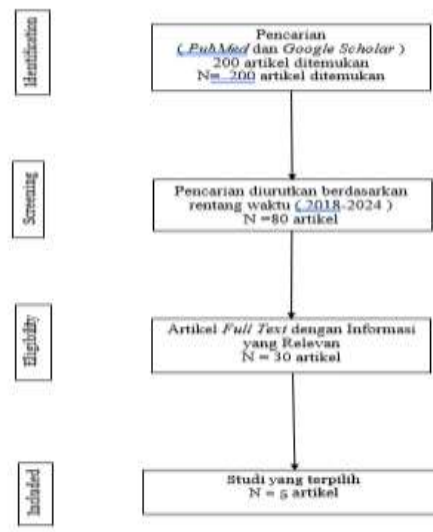 Identification
Pencarian
( PubMed dan Google Scholar )
200 artikel ditemukan
N= 200 artikel ditemukan
Screening
Pencarian diurutkan berdasarkan
rentang waktu ( 2018-2024 )
N =80 artikel
Eligibility
Artikel Full Text dengan Informasi
yang Relevan
N = 30 artikel
Included
Studi yang terpilih
N = 5 artikel